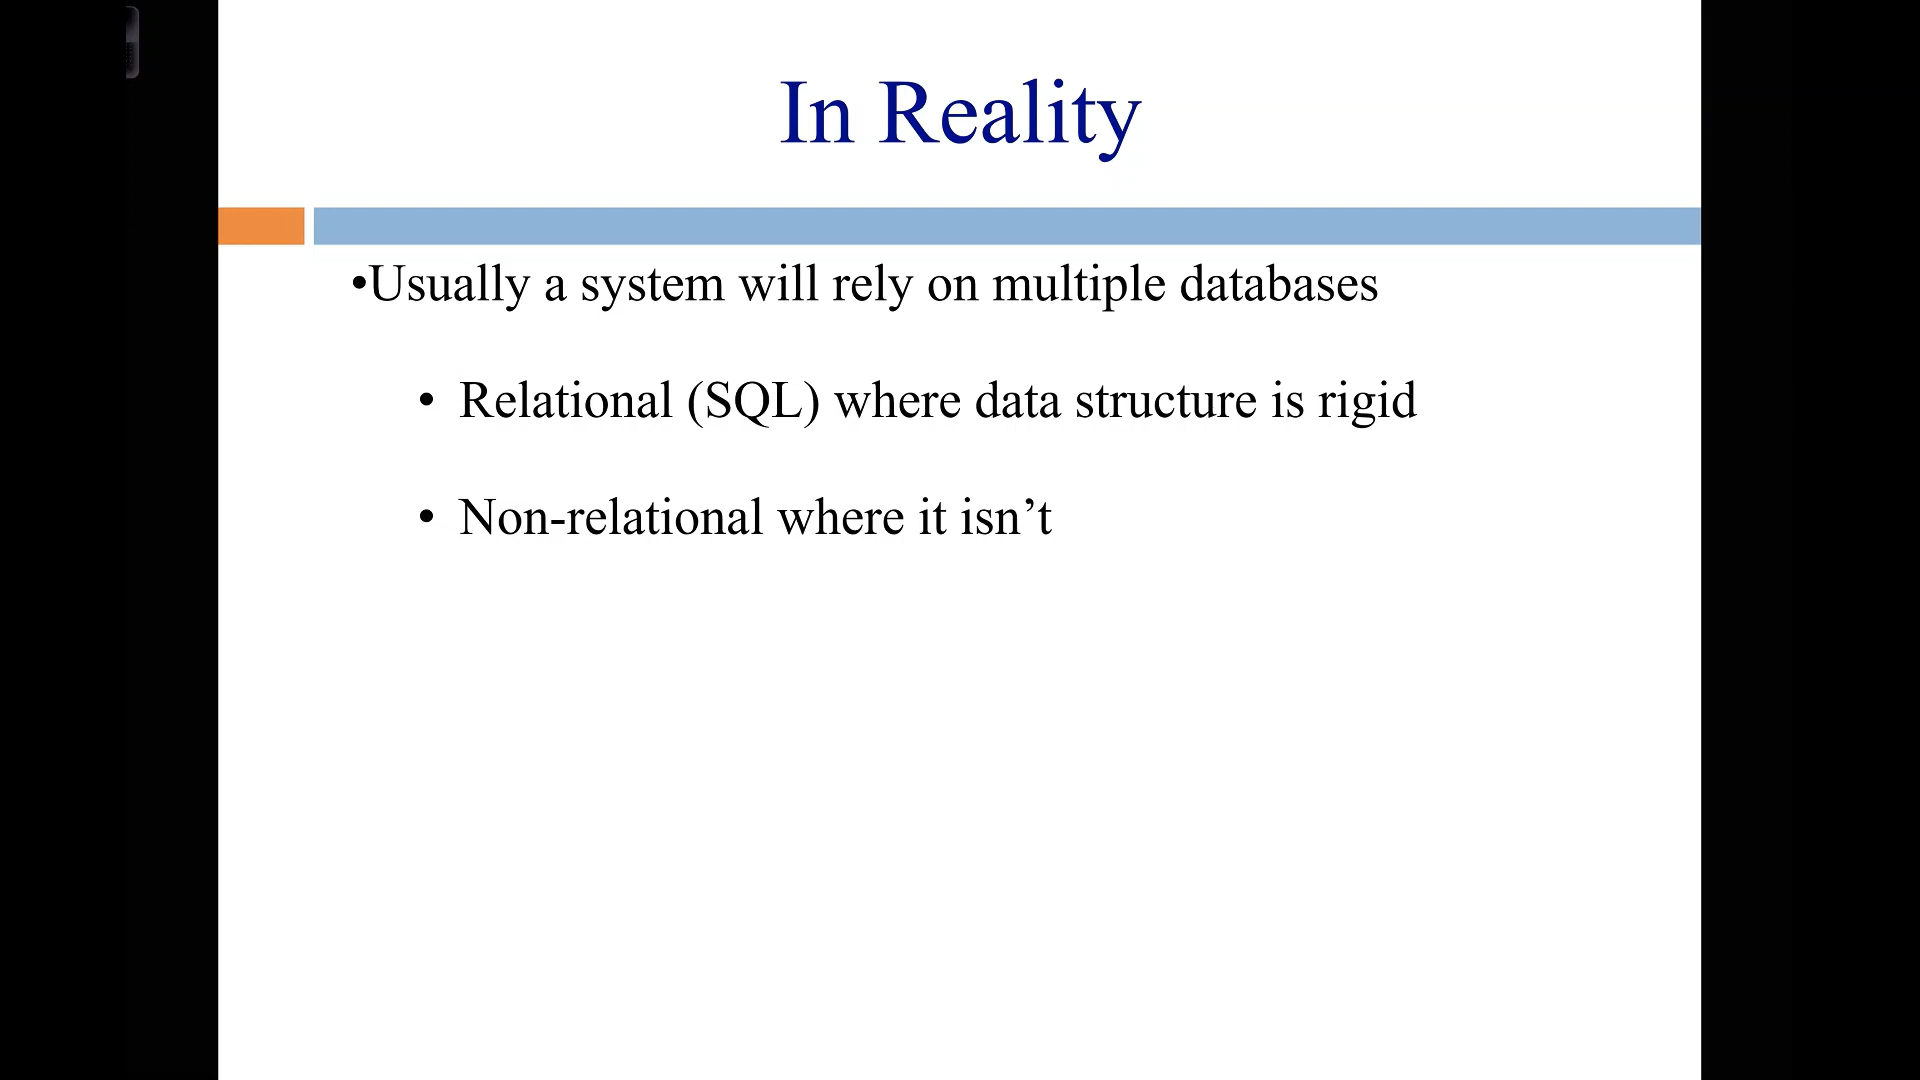 In Reality
•Usually a system will rely on multiple databases
• Relational (SQL) where data structure is rigid
• Non-relational where it isn’t